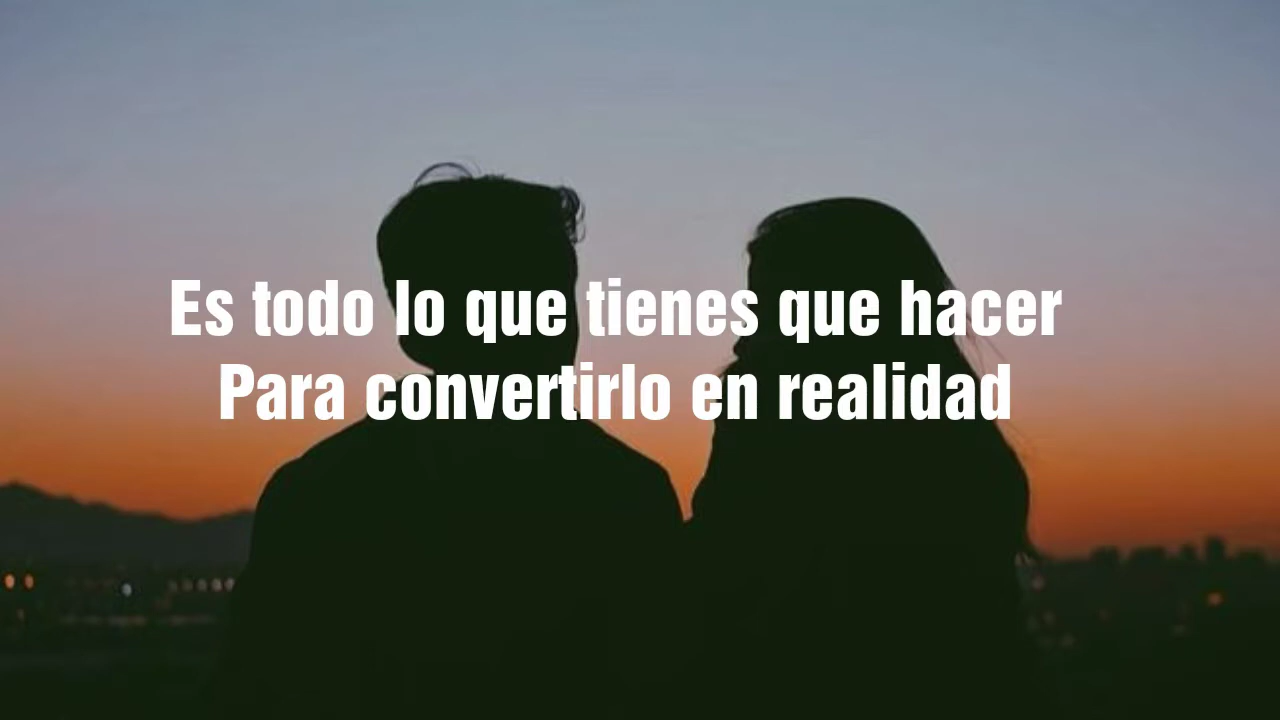 Es todo lo que tienes que hacer
Para convertirlo en realidad